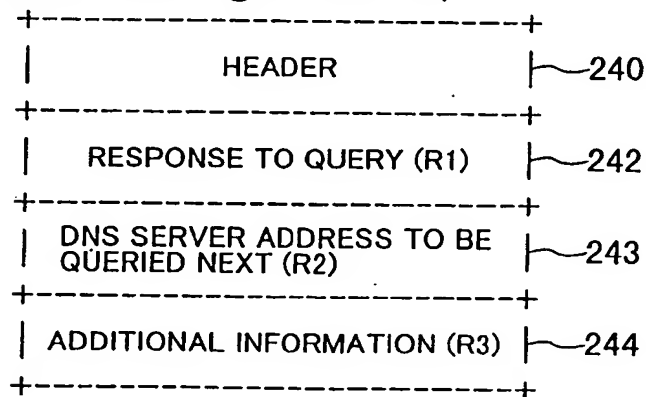 HEADER 240
RESPONSE TO QUERY (R1) 242
DNS SERVER ADDRESS TO BE
QUERIED NEXT (R2) 243
ADDITIONAL INFORMATION (R3) 244